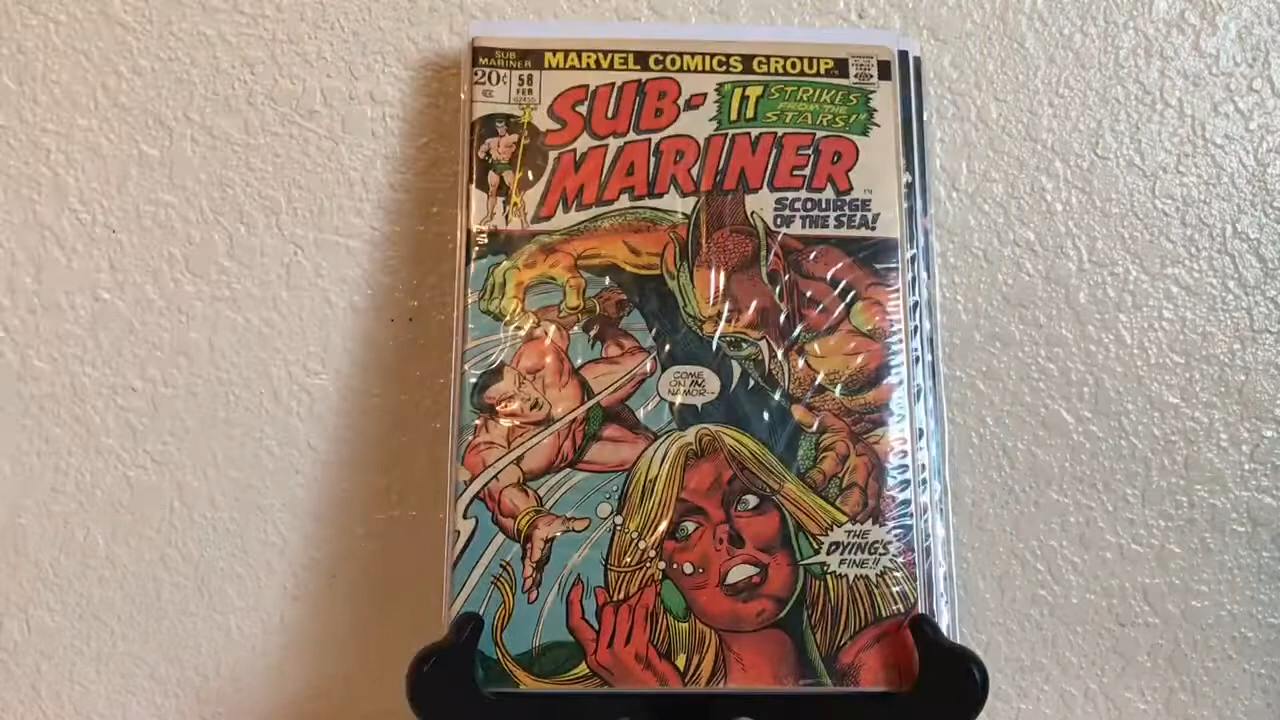 SUB
MARINER
MARVEL COMICS GROUP
20¢
58
FEB
02455
"IT STRIKES
FROM THE
STARS!"
SUB-
MARINER
SCOURGE
OF THE SEA!
COME
ON IN,
NAMOR--
THE
DYING'S
FINE!!